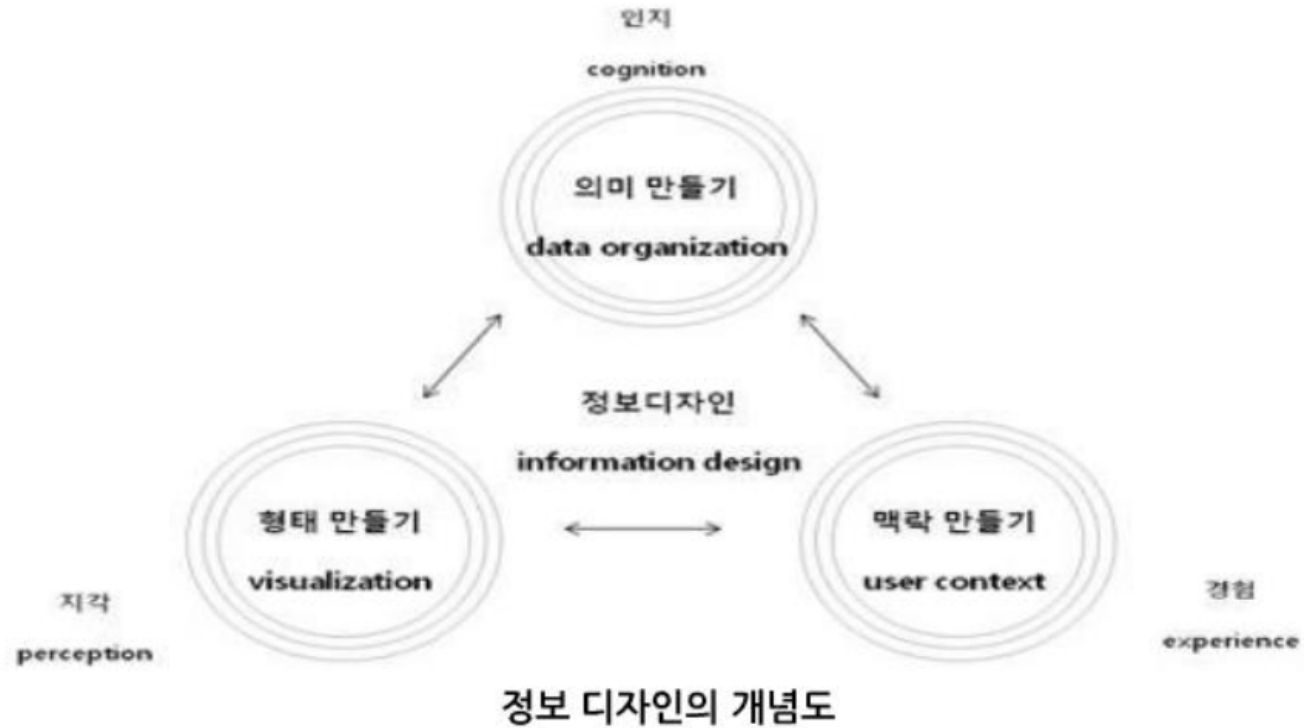 인지
cognition
의미 만들기
data organization
정보디자인
information design
형태 만들기
visualization
맥락 만들기
user context
지각
perception
경험
experience
정보 디자인의 개념도